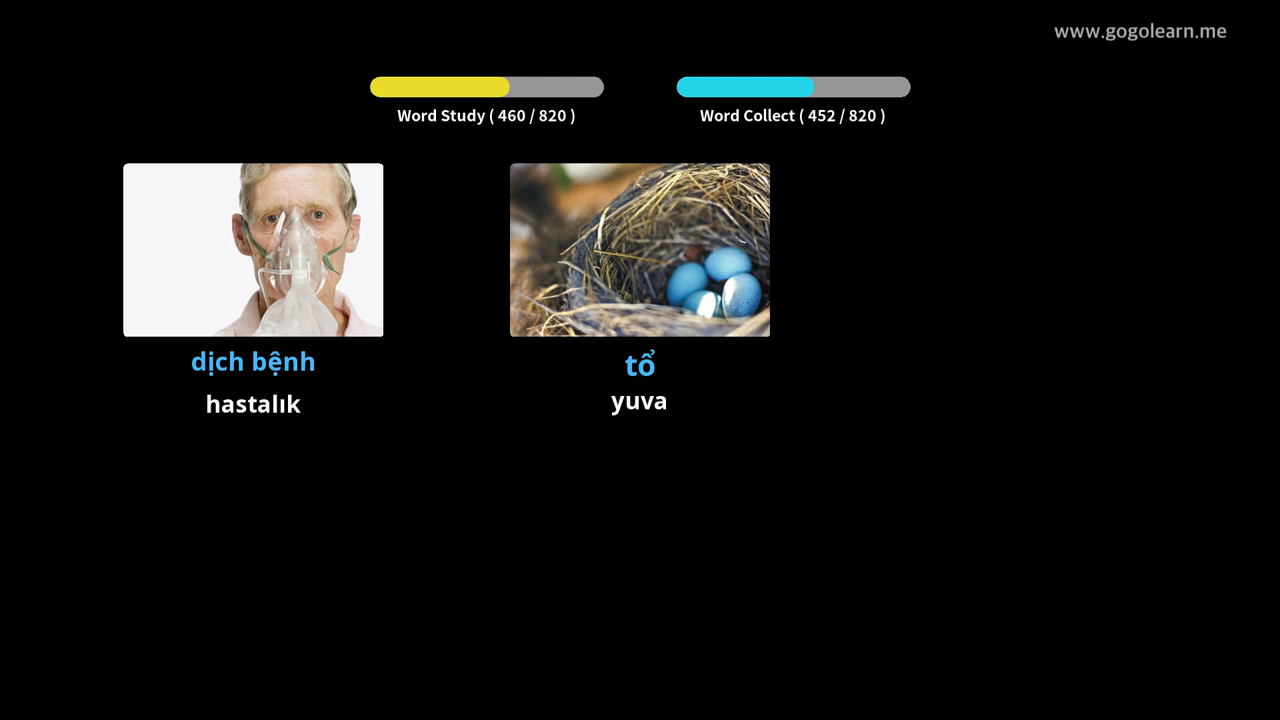 www.gogolearn.me
Word Study ( 460 / 820 )
Word Collect ( 452 / 820 )
dịch bệnh
hastalık
tổ
yuva